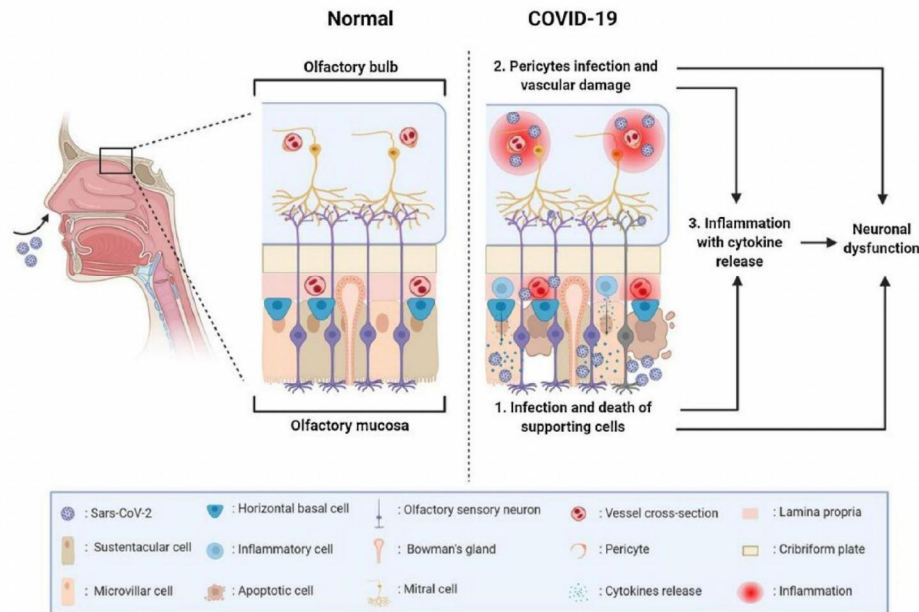 Normal
COVID-19
Olfactory bulb
2. Pericytes infection and
vascular damage
3. Inflammation
with cytokine
release
Neuronal
dysfunction
1. Infection and death of
supporting cells
Olfactory mucosa
: Sars-CoV-2
: Horizontal basal cell
: Olfactory sensory neuron
: Vessel cross-section
: Lamina propria
: Sustentacular cell
: Inflammatory cell
: Bowman's gland
: Pericyte
: Cribriform plate
: Microvillar cell
: Apoptotic cell
: Mitral cell
: Cytokines release
: Inflammation